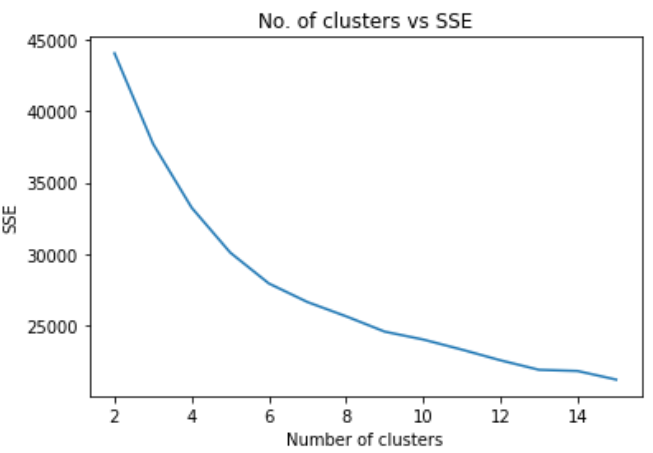 No. of clusters vs SSE
45000
40000
35000
30000
25000
SSE
2 4 6 8 10 12 14
Number of clusters